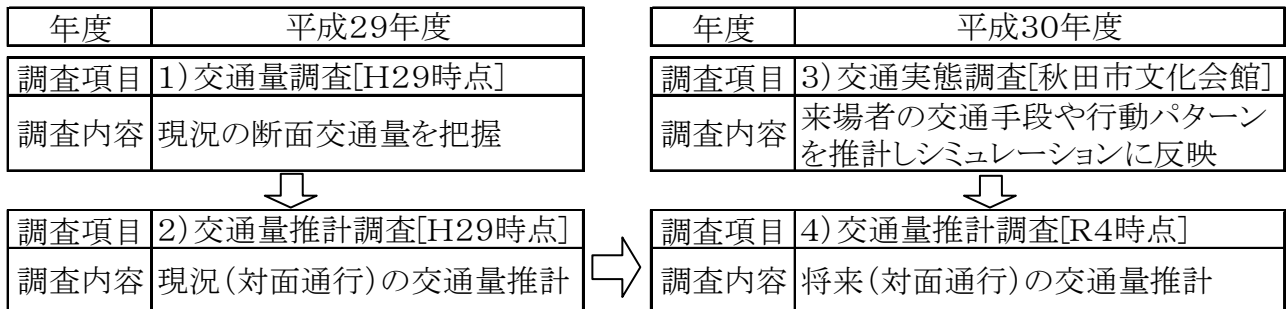 年度 平成29年度
調査項目 1)交通量調査[H29時点]
調査内容 現況の断面交通量を把握
調査項目 2)交通量推計調査[H29時点]
調査内容 現況(対面通行)の交通量推計
年度 平成30年度
調査項目 3)交通実態調査[秋田市文化会館]
調査内容 来場者の交通手段や行動パターン
を推計しシミュレーションに反映
調査項目 4)交通量推計調査[R4時点]
調査内容 将来(対面通行)の交通量推計